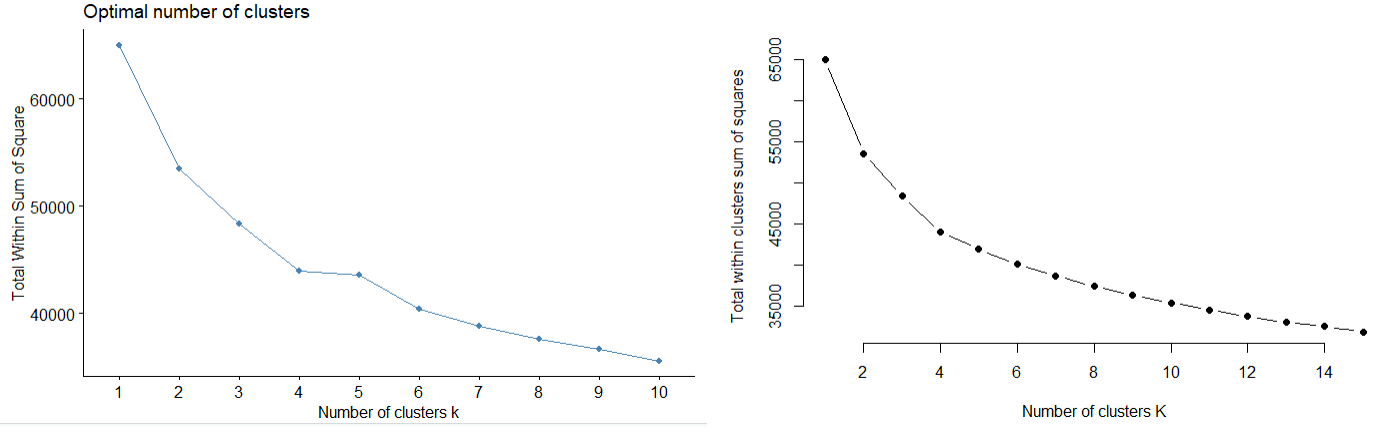 Optimal number of clusters
Total Within Sum of Square
60000
50000
40000
1 2 3 4 5 6 7 8 9 10
Number of clusters k
Total within clusters sum of squares
65000
55000
45000
35000
2 4 6 8 10 12 14
Number of clusters K